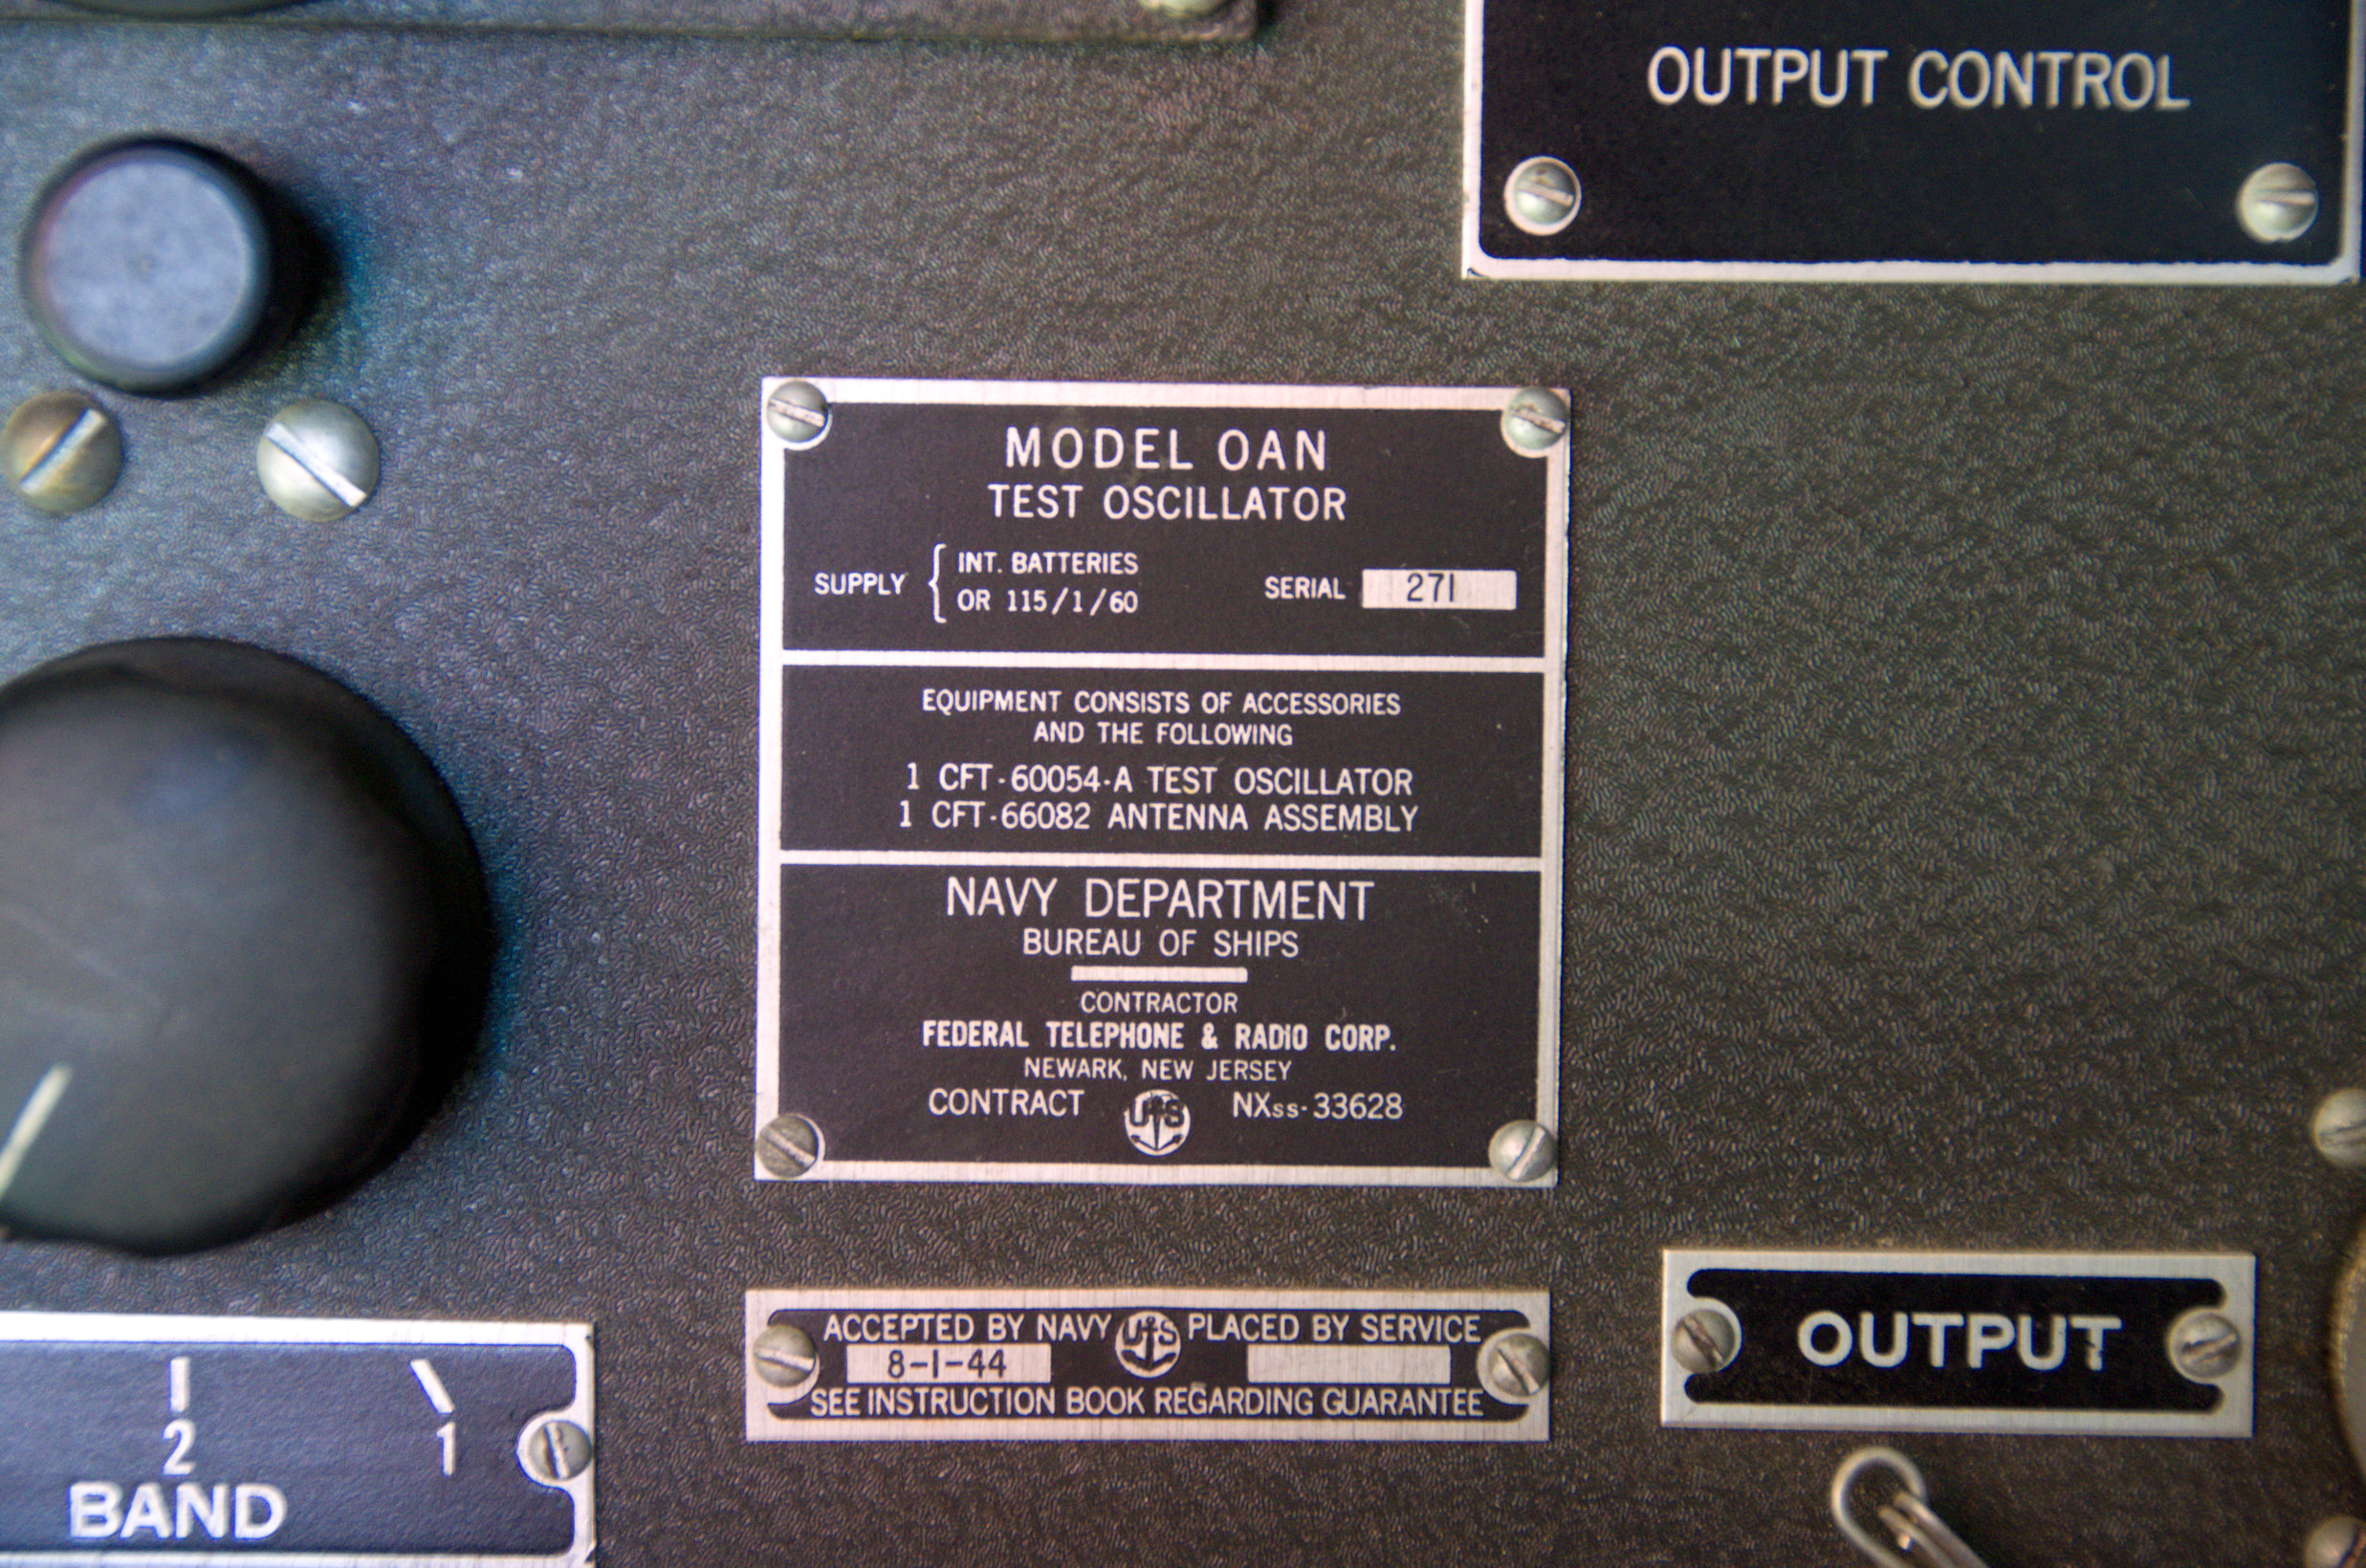 OUTPUT CONTROL
MODEL OAN
TEST OSCILLATOR
SUPPLY { INT. BATTERIES
OR 115/1/60
SERIAL 271
EQUIPMENT CONSISTS OF ACCESSORIES
AND THE FOLLOWING
1 CFT-60054-A TEST OSCILLATOR
1 CFT-66082 ANTENNA ASSEMBLY
NAVY DEPARTMENT
BUREAU OF SHIPS
CONTRACTOR
FEDERAL TELEPHONE & RADIO CORP.
NEWARK, NEW JERSEY
CONTRACT US NXss-33628
ACCEPTED BY NAVY US PLACED BY SERVICE
8-1-44
SEE INSTRUCTION BOOK REGARDING GUARANTEE
OUTPUT
2 1
BAND